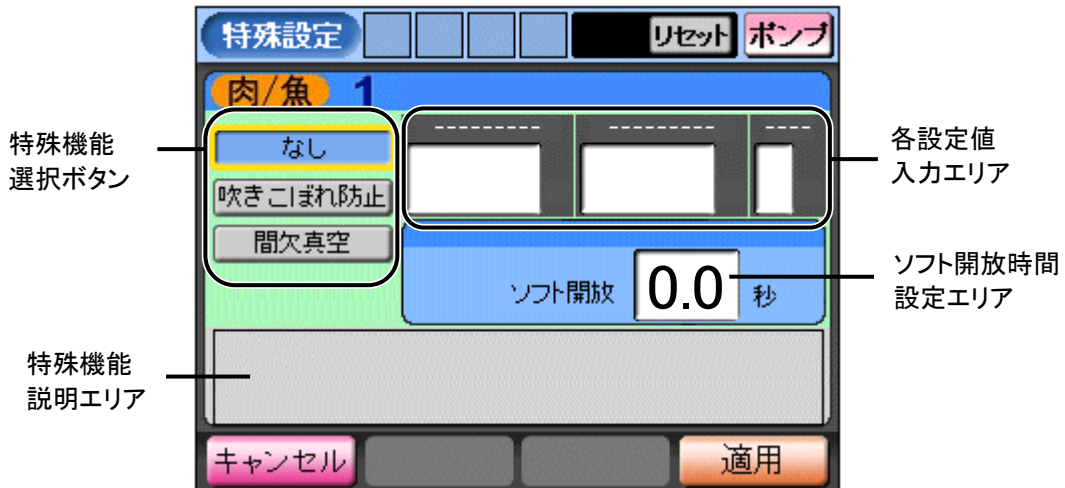 特殊設定 リセット ポンプ
肉/魚 1
特殊機能
選択ボタン
なし
吹きこぼれ防止
間欠真空
--------- --------- ----
各設定値
入力エリア
ソフト開放 0.0 秒
ソフト開放時間
設定エリア
特殊機能
説明エリア
キャンセル 適用